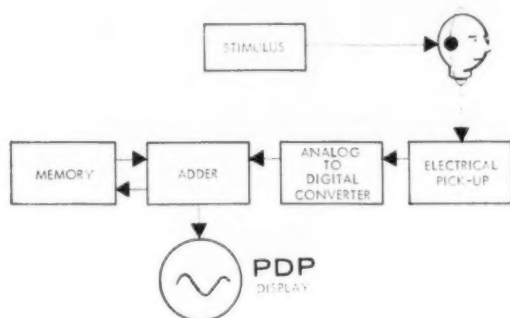 STIMULUS
MEMORY
ADDER
ANALOG
TO
DIGITAL
CONVERTER
ELECTRICAL
PICK-UP
PDP
DISPLAY